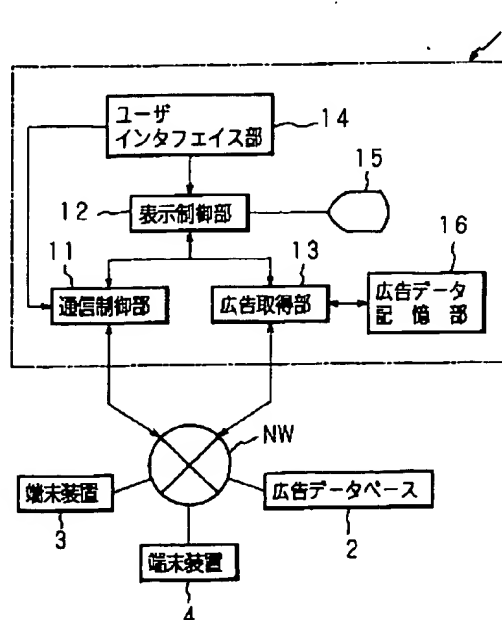 ユーザ
インタフェイス部
14
15
12
表示制御部
16
11
13
通信制御部
広告取得部
広告データ
記憶部
NW
端末装置
広告データベース
3
2
端末装置
4